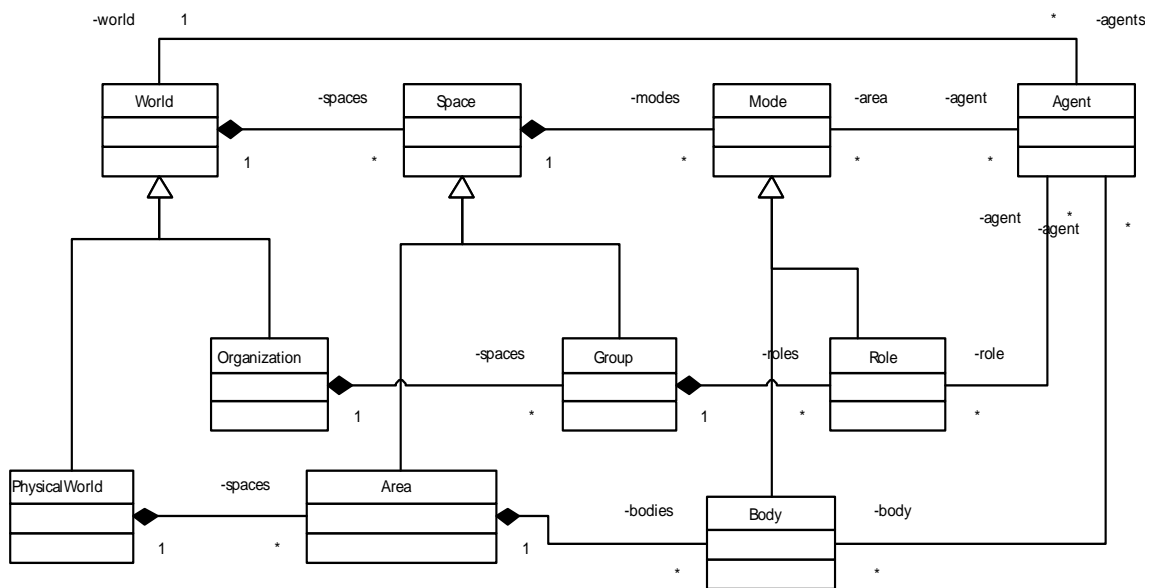 -world 1 * -agents
World -spaces Space -modes Mode -area -agent Agent
1 * 1 * * *
-agent *
-agent *
Organization -spaces Group -roles Role -role
1 * 1 * *
PhysicalWorld -spaces Area
-bodies Body -body
1 * 1
* *